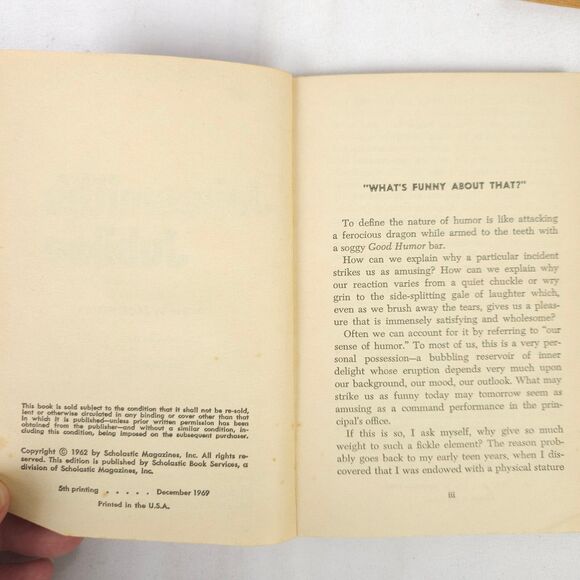 This book is sold subject to the condition that it shall not be re-sold,
lent or otherwise circulated in any binding or cover other than that
in which it is published—unless prior written permission has been
obtained from the publisher—and without a similar condition, in-
cluding this condition, being imposed on the subsequent purchaser.
Copyright © 1962 by Scholastic Magazines, Inc. All rights re-
served. This edition is published by Scholastic Book Services, a
division of Scholastic Magazines, Inc.
5th printing . . . . . December 1969
Printed in the U.S.A.
"WHAT'S FUNNY ABOUT THAT?"
To define the nature of humor is like attacking
a ferocious dragon while armed to the teeth with
a soggy Good Humor bar.
How can we explain why a particular incident
strikes us as amusing? How can we explain why
our reaction varies from a quiet chuckle or wry
grin to the side-splitting gale of laughter which,
even as we brush away the tears, gives us a pleas-
ure that is immensely satisfying and wholesome?
Often we can account for it by referring to "our
sense of humor." To most of us, this is a very per-
sonal possession—a bubbling reservoir of inner
delight whose eruption depends very much upon
our background, our mood, our outlook. What may
strike us as funny today may tomorrow seem as
amusing as a command performance in the prin-
cipal's office.
If this is so, I ask myself, why give so much
weight to such a fickle element? The reason prob-
ably goes back to my early teen years, when I dis-
covered that I was endowed with a physical stature
iii